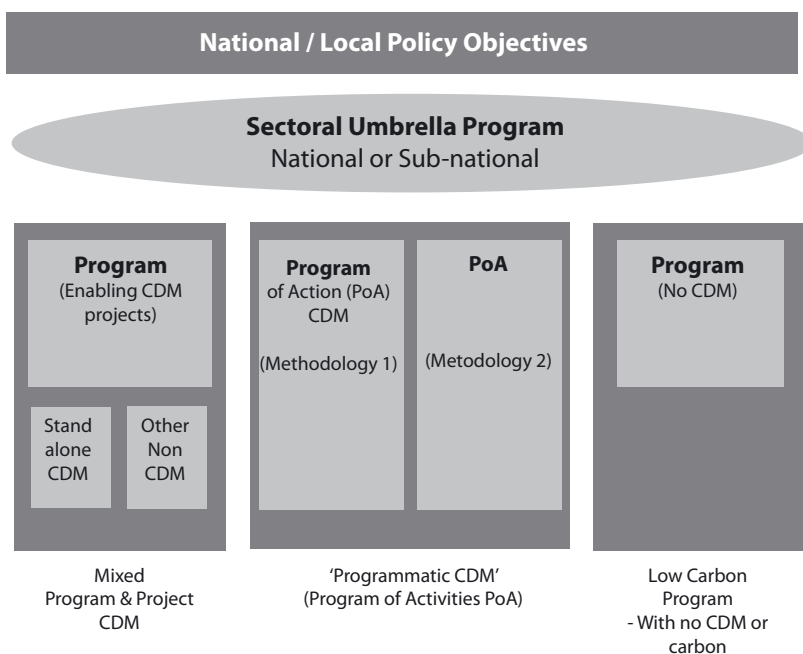 National / Local Policy Objectives
Sectoral Umbrella Program
National or Sub-national
Program
(Enabling CDM
projects)
Stand
alone
CDM
Other
Non
CDM
Mixed
Program & Project
CDM
Program
of Action (PoA)
CDM
(Methodology 1)
PoA
(Metodology 2)
‘Programmatic CDM’
(Program of Activities PoA)
Program
(No CDM)
Low Carbon
Program
- With no CDM or
carbon